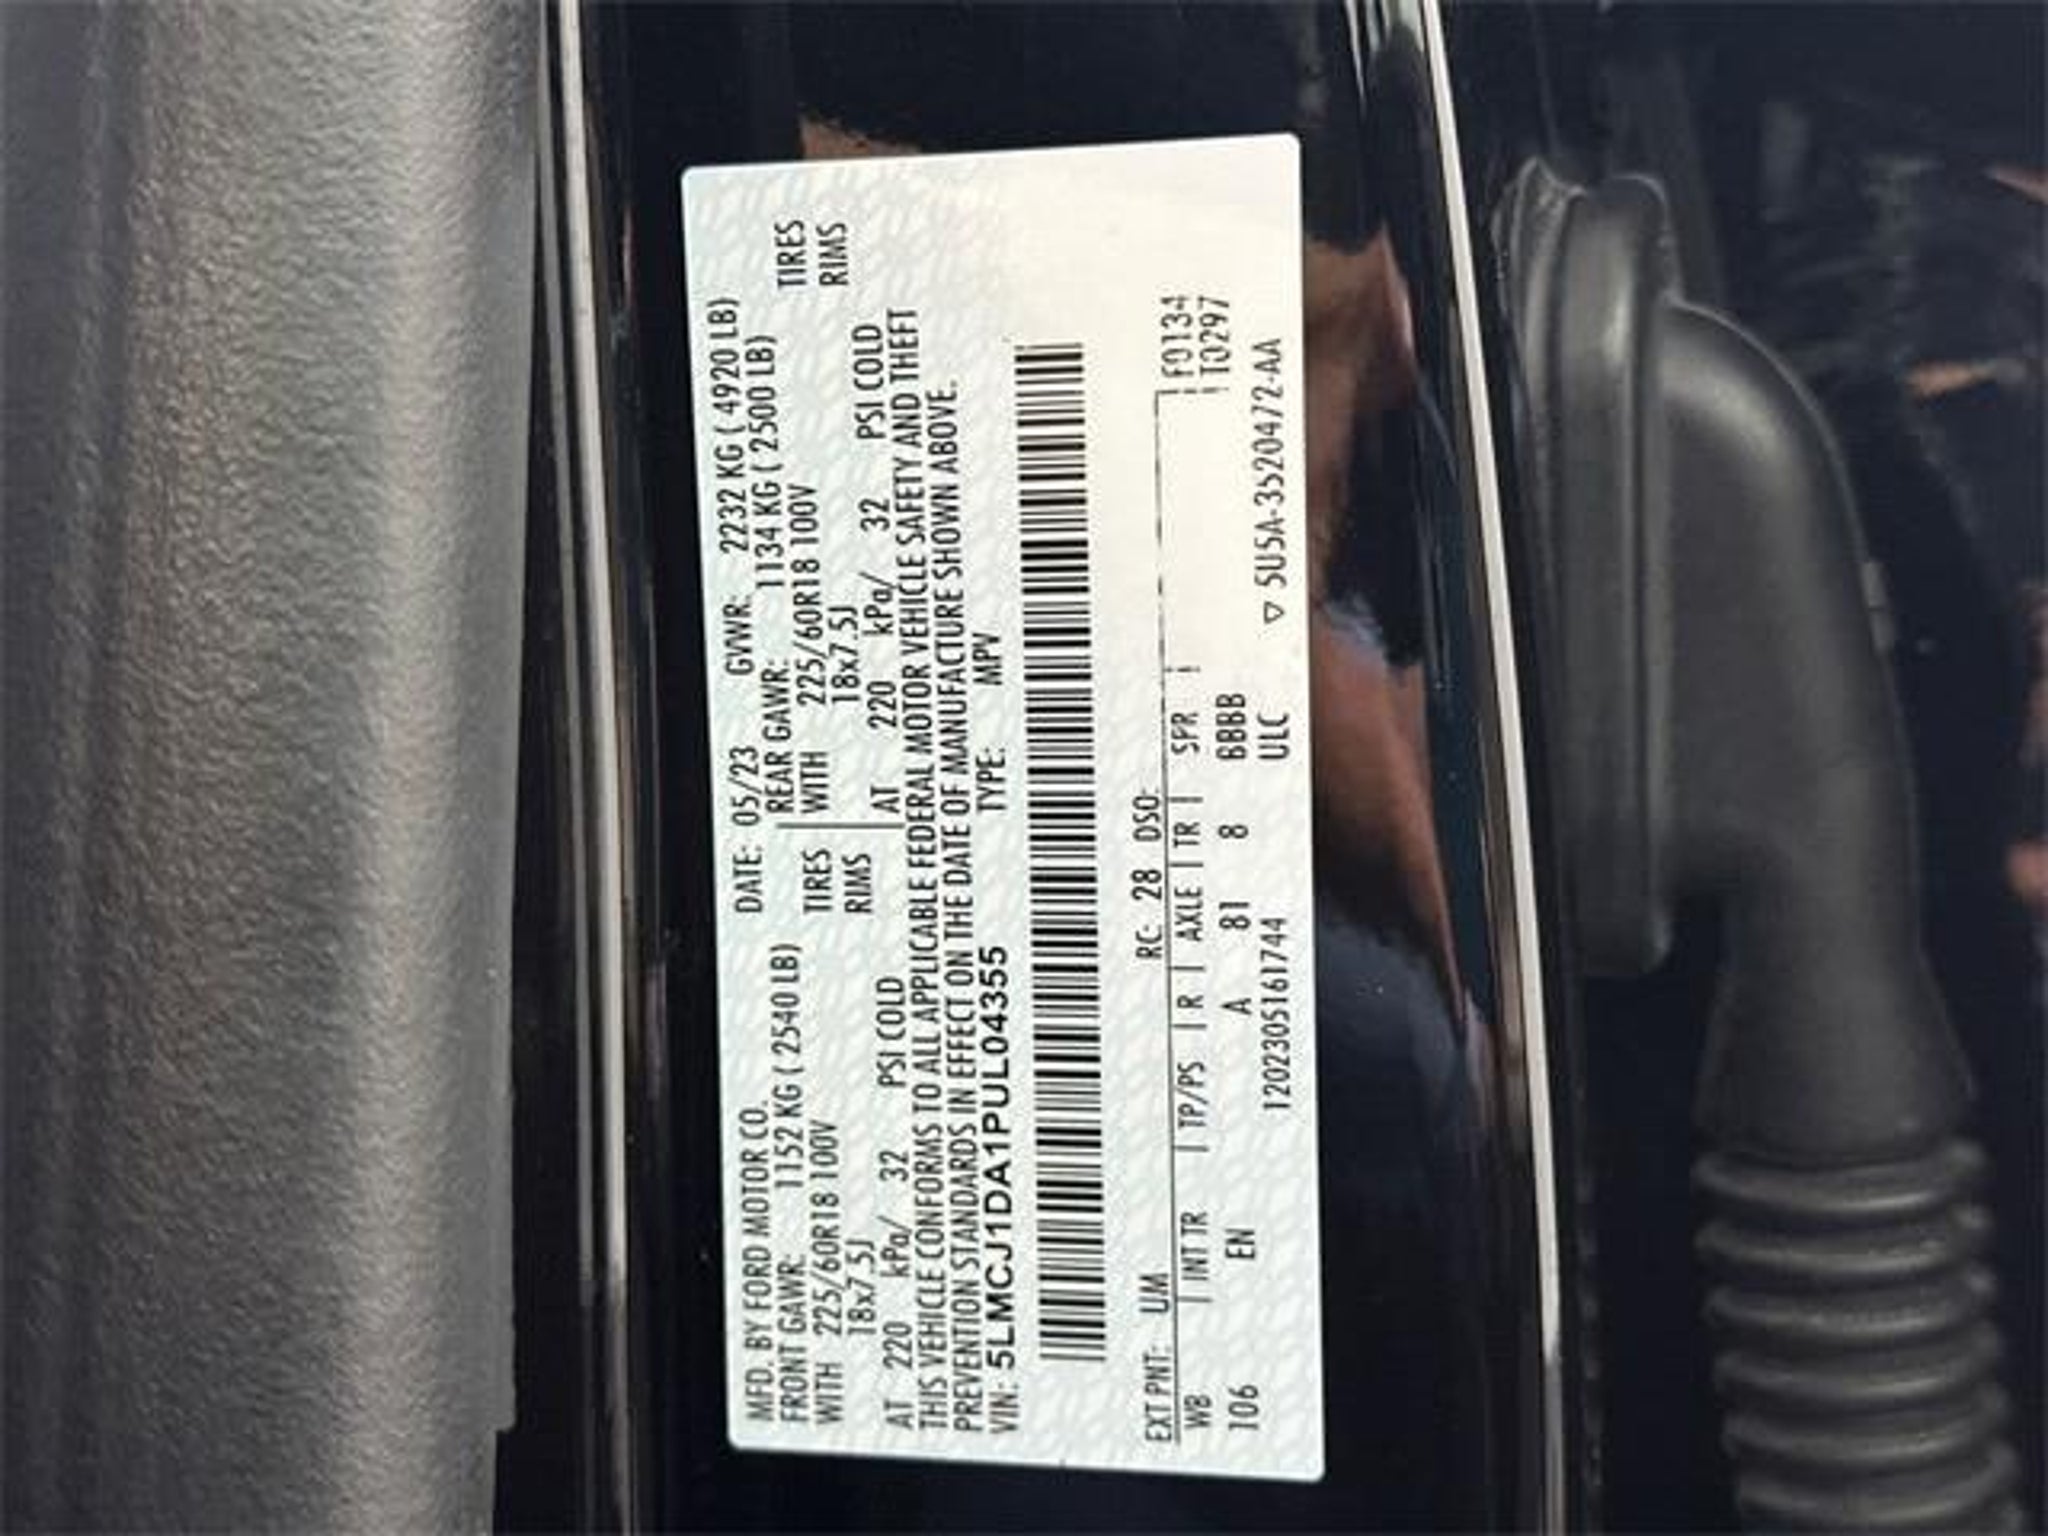 MFD. BY FORD MOTOR CO. DATE: 05/23 GVWR: 2232 KG ( 4920 LB)
FRONT GAWR: 1152 KG ( 2540 LB) REAR GAWR: 1134 KG ( 2500 LB)
WITH 225/60R18 100V TIRES WITH 225/60R18 100V TIRES
18x7.5J RIMS 18x7.5J RIMS
AT 220 kPa/ 32 PSI COLD AT 220 kPa/ 32 PSI COLD
THIS VEHICLE CONFORMS TO ALL APPLICABLE FEDERAL MOTOR VEHICLE SAFETY AND THEFT
PREVENTION STANDARDS IN EFFECT ON THE DATE OF MANUFACTURE SHOWN ABOVE.
VIN: 5LMCJ1DA1PUL04355 TYPE: MPV
EXT PNT: UM RC: 28 DSO:
WB | INT TR | TP/PS | R | AXLE | TR | SPR | F0134
106 EN A 81 8 BBBB T0297
12023051617​44 ULC ▽ 5U5A-3520472-AA